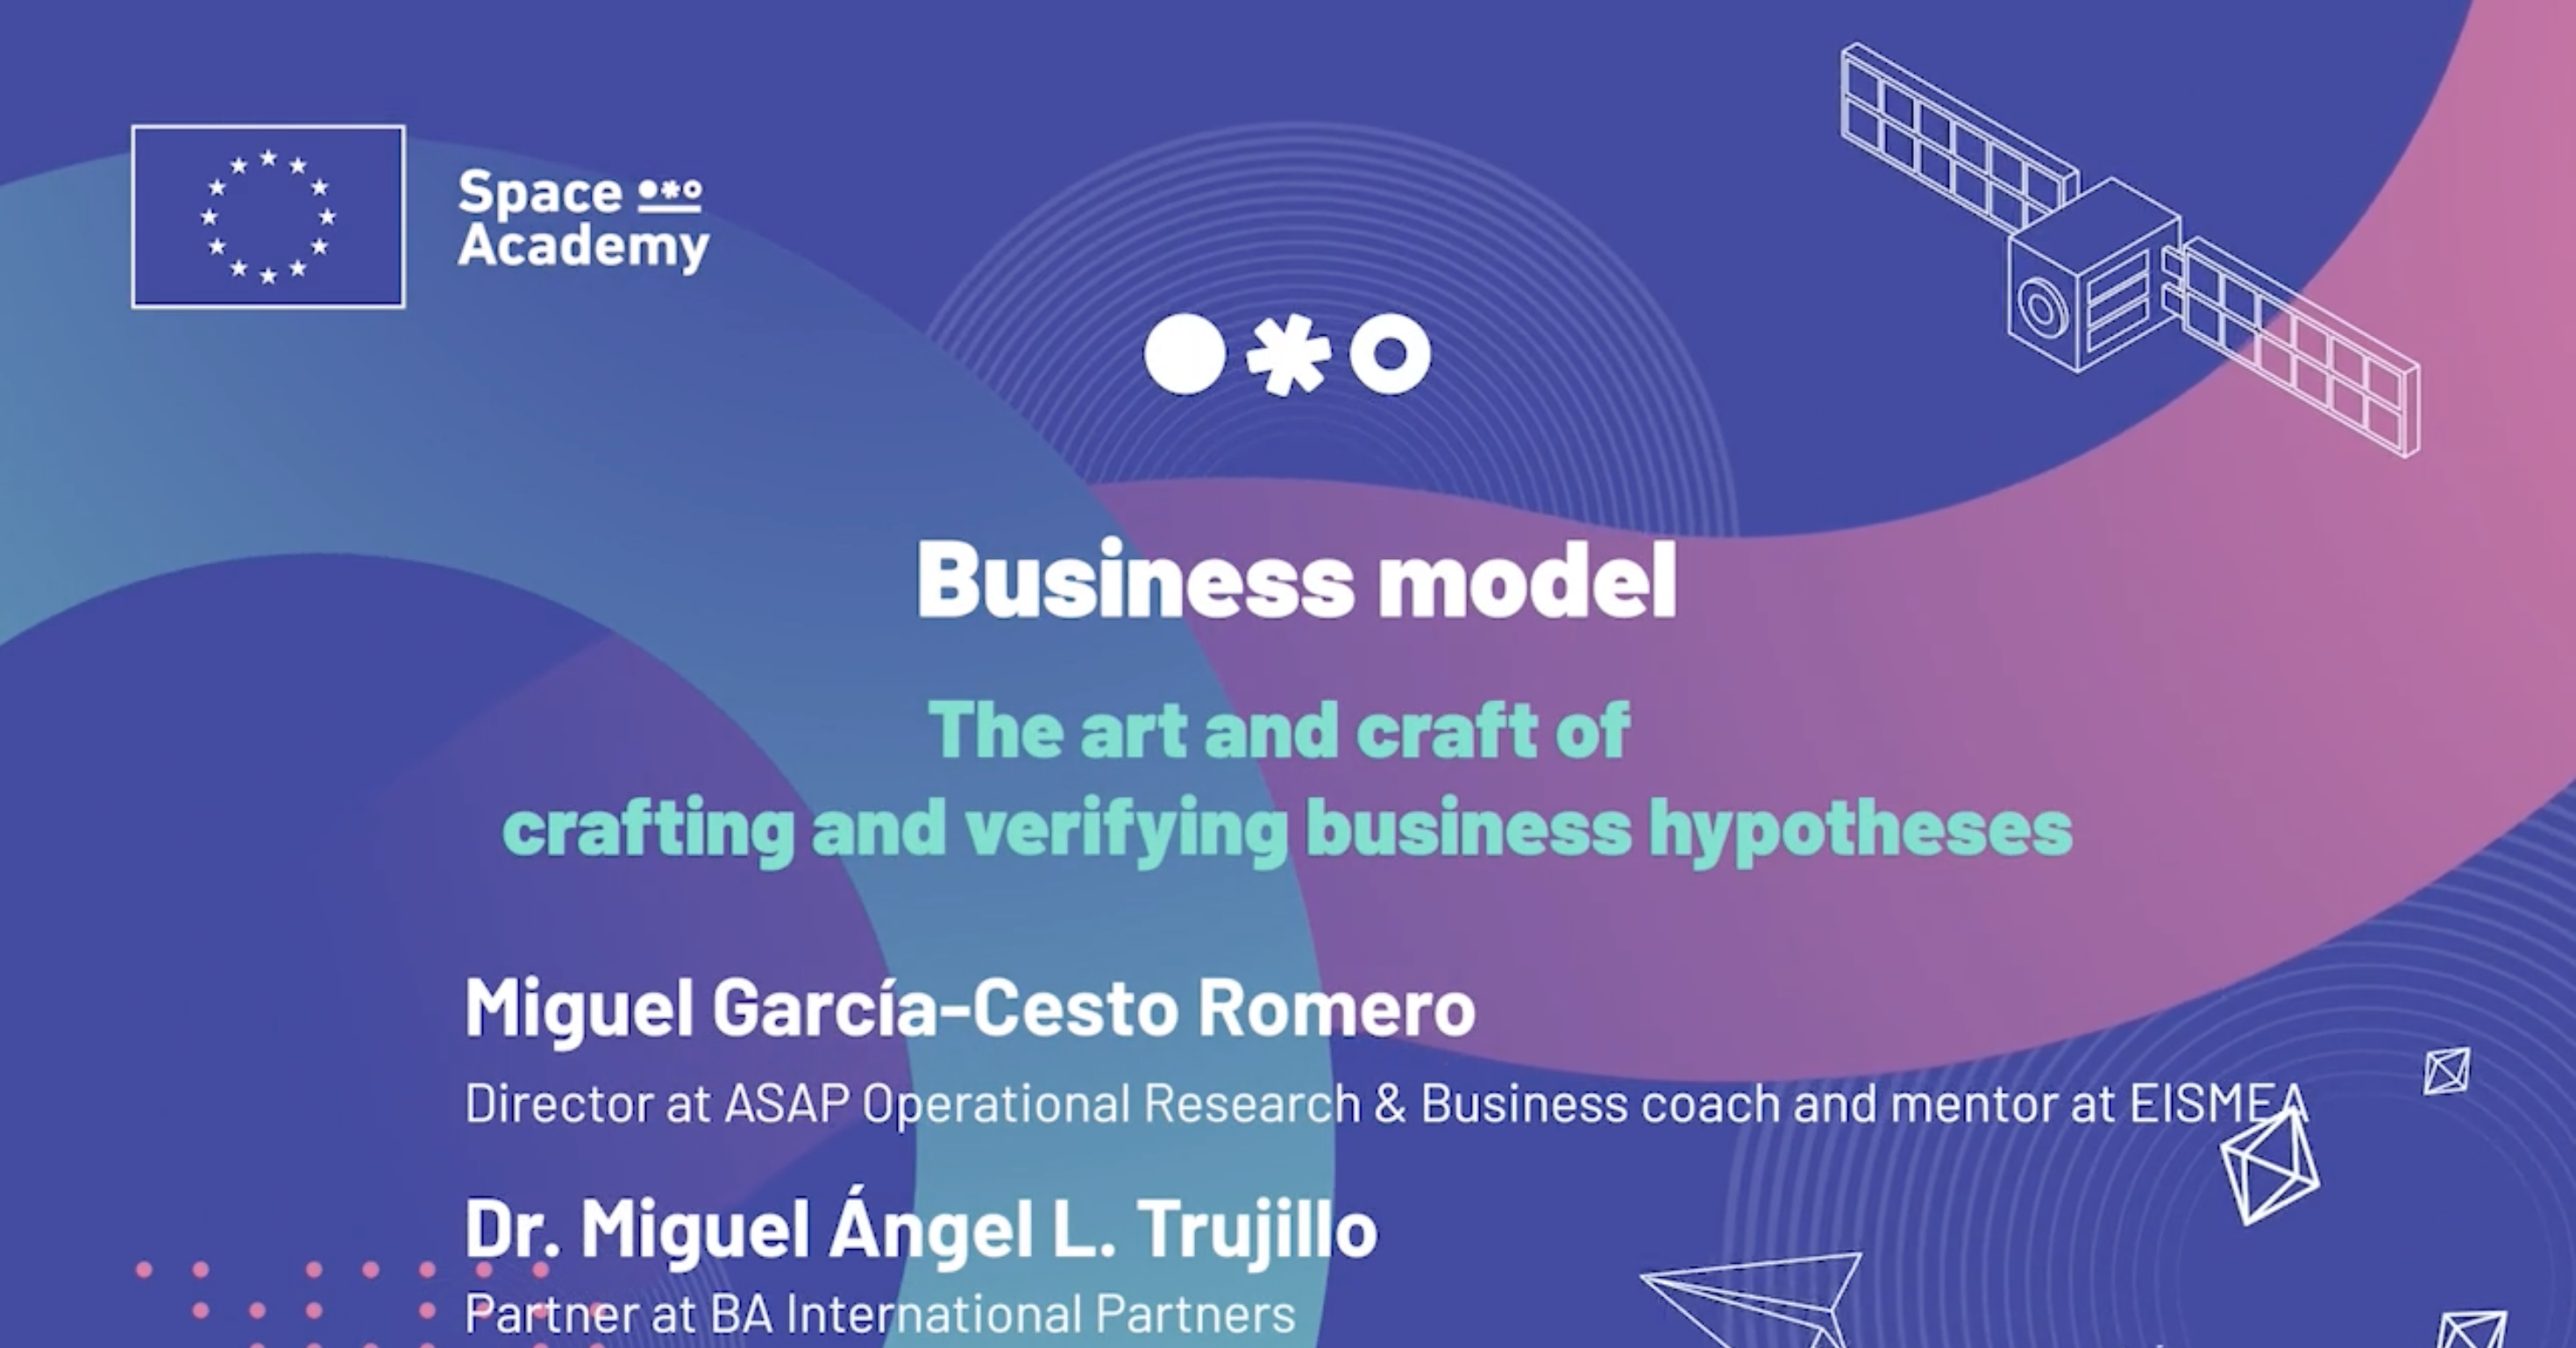 Space
Academy
Business model
The art and craft of
crafting and verifying business hypotheses
Miguel García-Cesto Romero
Director at ASAP Operational Research & Business coach and mentor at EISMEA
Dr. Miguel Ángel L. Trujillo
Partner at BA International Partners